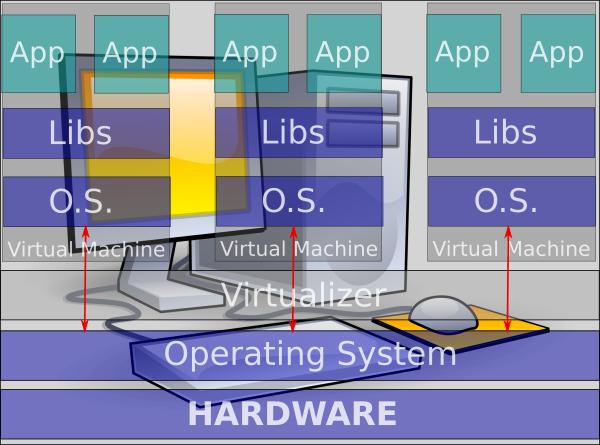 App App App App App App
Libs Libs Libs
O.S. O.S. O.S.
Virtual Machine Virtual Machine Virtual Machine
Virtualizer
Operating System
HARDWARE